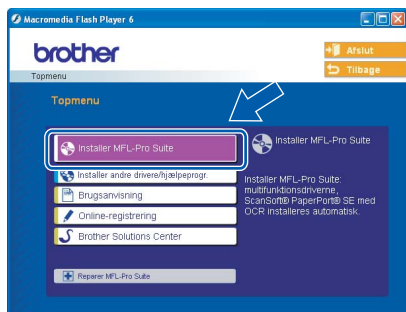 Macromedia Flash Player 6
brother
Afslut
Topmenu
Tilbage
Topmenu
Installer MFL-Pro Suite
Installer andre drivere/hjælpeprogr.
Brugsanvisning
Online-registrering
Brother Solutions Center
Reparer MFL-Pro Suite
Installer MFL-Pro Suite
Installer MFL-Pro Suite:
multifunktionsdriverne,
ScanSoft® PaperPort® SE med
OCR installeres automatisk.